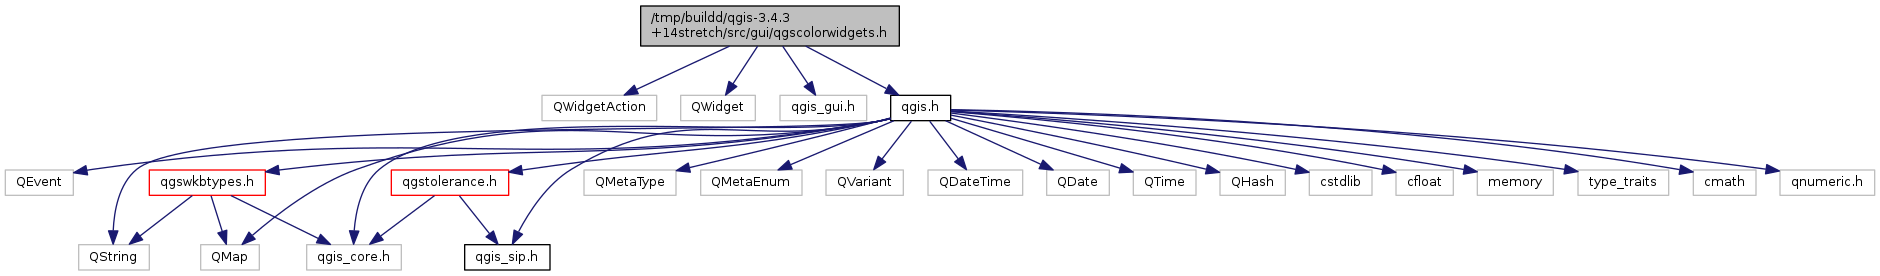 /tmp/buildd/qgis-3.4.3
+14stretch/src/gui/qgscolorwidgets.h
QWidgetAction
QWidget
qgis_gui.h
qgis.h
QEvent
qgswkbtypes.h
qgstolerance.h
QMetaType
QMetaEnum
QVariant
QDateTime
QDate
QTime
QHash
cstdlib
cfloat
memory
type_traits
cmath
qnumeric.h
QString
QMap
qgis_core.h
qgis_sip.h